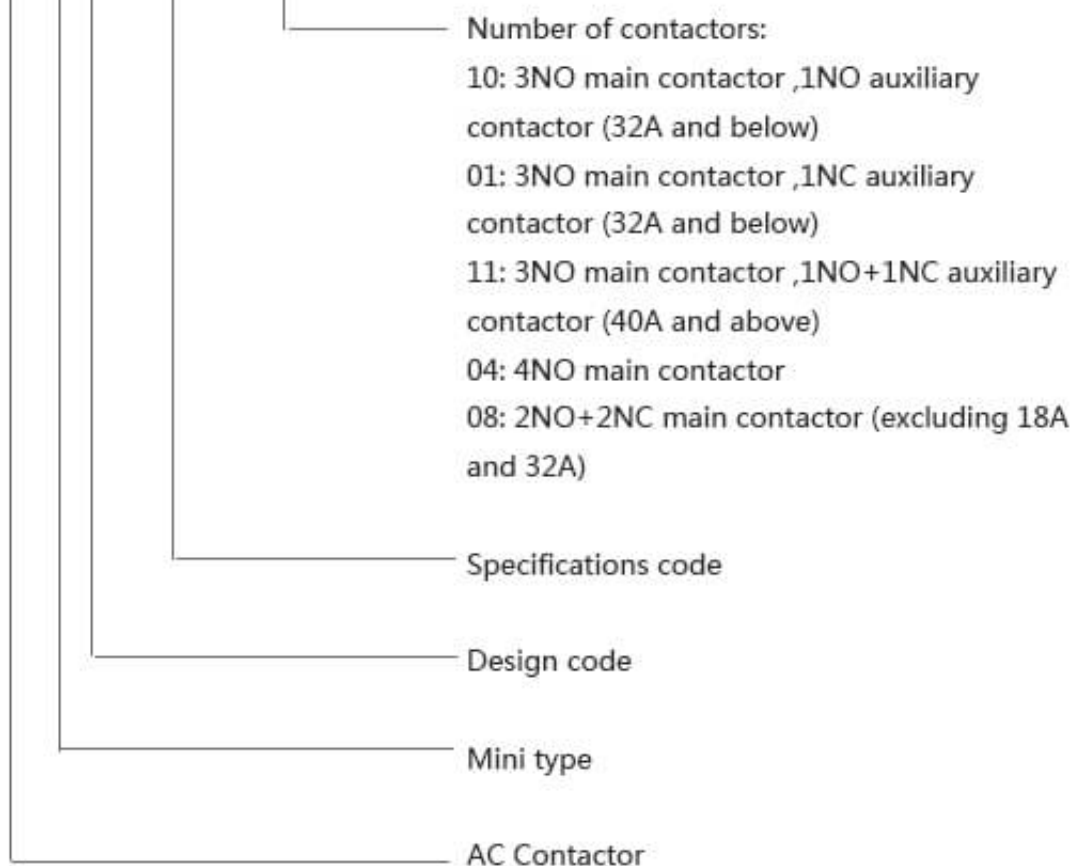 Number of contactors:
10: 3NO main contactor ,1NO auxiliary
contactor (32A and below)
01: 3NO main contactor ,1NC auxiliary
contactor (32A and below)
11: 3NO main contactor ,1NO+1NC auxiliary
contactor (40A and above)
04: 4NO main contactor
08: 2NO+2NC main contactor (excluding 18A
and 32A)
Specifications code
Design code
Mini type
AC Contactor